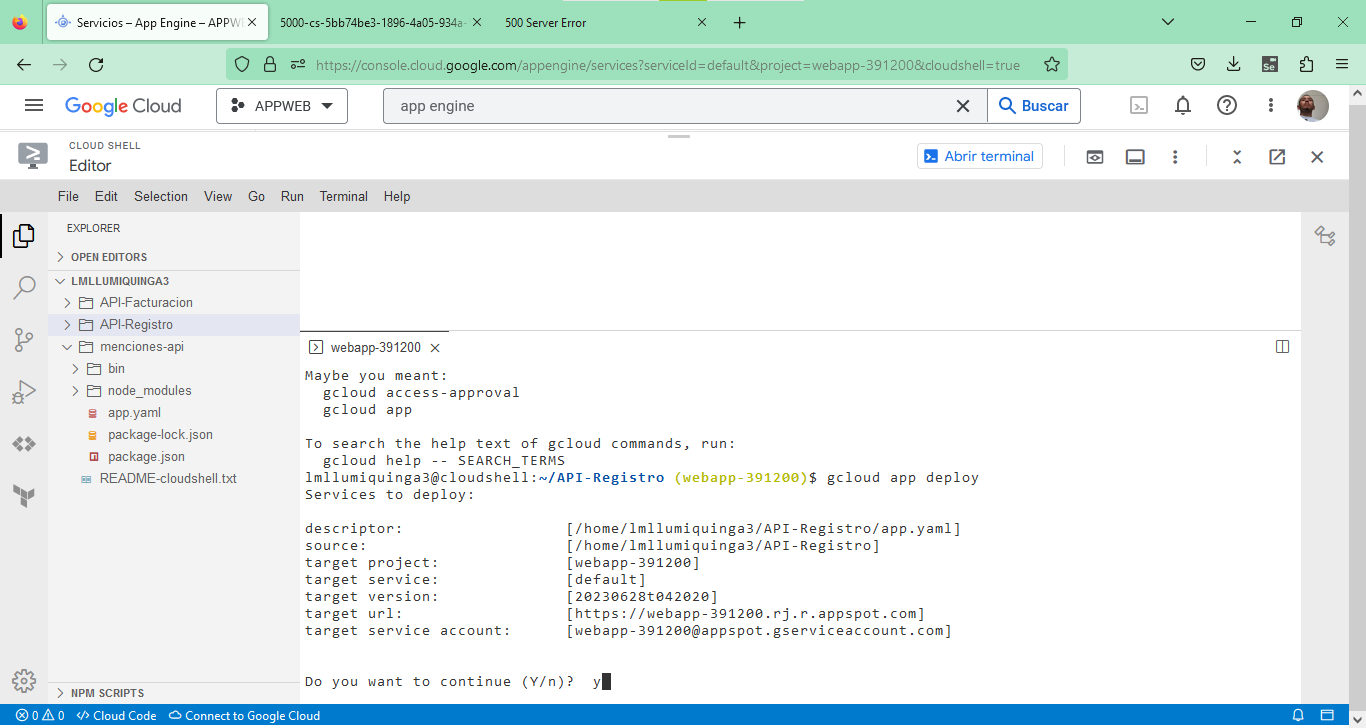 Servicios – App Engine – APPWE
5000-cs-5bb74be3-1896-4a05-934a-
500 Server Error
https://console.cloud.google.com/appengine/services?serviceId=default&project=webapp-391200&cloudshell=true
Se
Google Cloud
APPWEB
app engine
Buscar
CLOUD SHELL
Editor
Abrir terminal
File Edit Selection View Go Run Terminal Help
EXPLORER
OPEN EDITORS
LMLLUMIQUINGA3
API-Facturacion
API-Registro
menciones-api
bin
node_modules
app.yaml
package-lock.json
package.json
README-cloudshell.txt
NPM SCRIPTS
webapp-391200
Maybe you meant:
gcloud access-approval
gcloud app
To search the help text of gcloud commands, run:
gcloud help -- SEARCH_TERMS
lmllumiquinga3@cloudshell:~/API-Registro (webapp-391200)$ gcloud app deploy
Services to deploy:
descriptor: [/home/lmllumiquinga3/API-Registro/app.yaml]
source: [/home/lmllumiquinga3/API-Registro]
target project: [webapp-391200]
target service: [default]
target version: [20230628t042020]
target url: [https://webapp-391200.rj.r.appspot.com]
target service account: [webapp-391200@appspot.gserviceaccount.com]
Do you want to continue (Y/n)? y
0 0 Cloud Code Connect to Google Cloud